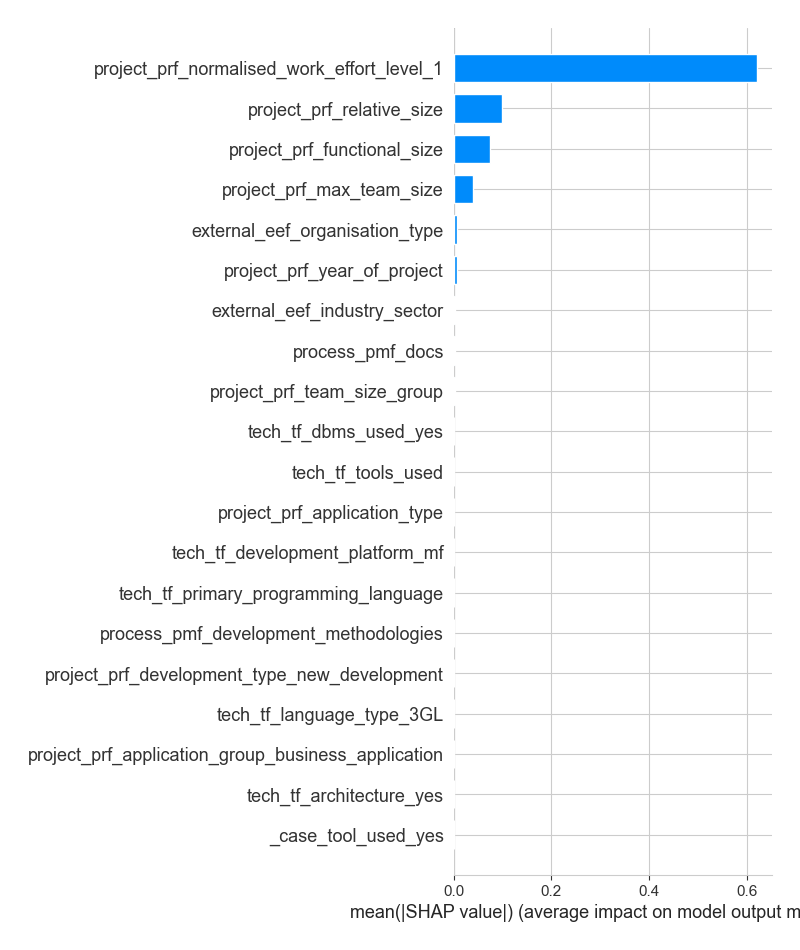 project_prf_normalised_work_effort_level_1
project_prf_relative_size
project_prf_functional_size
project_prf_max_team_size
external_eef_organisation_type
project_prf_year_of_project
external_eef_industry_sector
process_pmf_docs
project_prf_team_size_group
tech_tf_dbms_used_yes
tech_tf_tools_used
project_prf_application_type
tech_tf_development_platform_mf
tech_tf_primary_programming_language
process_pmf_development_methodologies
project_prf_development_type_new_development
tech_tf_language_type_3GL
project_prf_application_group_business_application
tech_tf_architecture_yes
_case_tool_used_yes
0.0 0.2 0.4 0.6
mean(|SHAP value|) (average impact on model output m